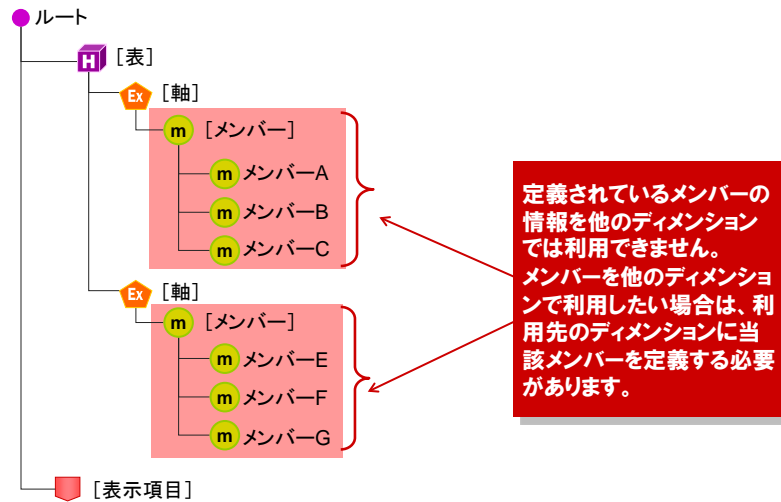 ルート
H [表]
Ex [軸]
m [メンバー]
m メンバーA
m メンバーB
m メンバーC
Ex [軸]
m [メンバー]
m メンバーE
m メンバーF
m メンバーG
[表示項目]
定義されているメンバーの
情報を他のディメンション
では利用できません。
メンバーを他のディメンショ
ンで利用したい場合は、利
用先のディメンションに当
該メンバーを定義する必要
があります。